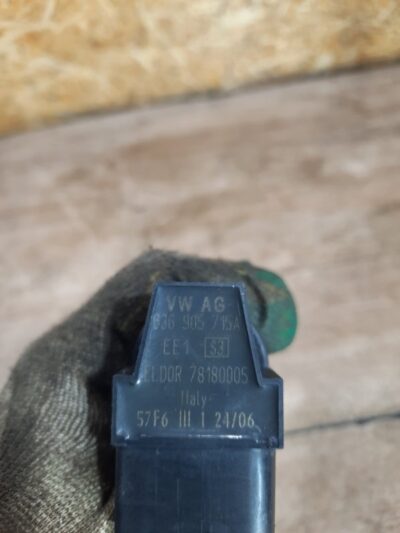 VW AG
036 905 715A
EE1 S3
ELDOR 78180005
Italy
57F6 III 1 24/06